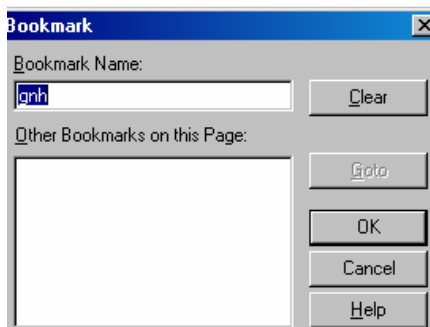 Bookmark
Bookmark Name:
gnh
Clear
Other Bookmarks on this Page:
Goto
OK
Cancel
Help